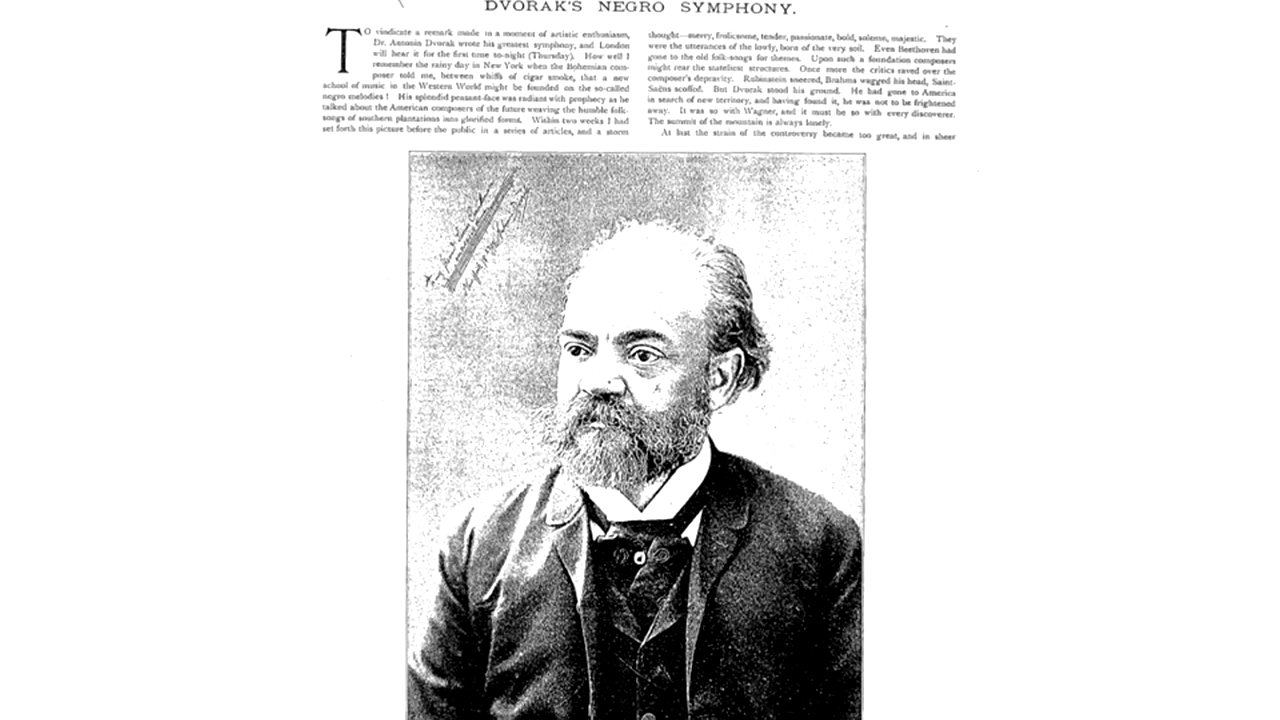 DVORAK'S NEGRO SYMPHONY.
TO vindicate a remark made in a moment of artistic enthusiasm,
Dr. Antonin Dvorak wrote his greatest symphony, and London
will hear it for the first time to-night (Thursday). How well I
remember the rainy day in New York when the Bohemian com-
poser told me, between whiffs of cigar smoke, that a new
school of music in the Western World might be founded on the so-called
negro melodies! His splendid peasant-face was radiant with prophecy as he
talked about the American composers of the future weaving the humble folk-
songs of southern plantations into glorified forms. Within two weeks I had
set forth this picture before the public in a series of articles, and a storm
thought—merry, frolicsome, tender, passionate, bold, solemn, majestic. They
were the utterances of the lowly, born of the very soil. Even Beethoven had
gone to the old folk-songs for themes. Upon such a foundation composers
might rear the stateliest structures. Once more the critics raved over the
composer's depravity. Rubinstein sneered, Brahms wagged his head, Saint-
Saëns scoffed. But Dvorak stood his ground. He had gone to America
in search of new territory, and having found it, he was not to be frightened
away. It was so with Wagner, and it must be so with every discoverer.
The summit of the mountain is always lonely.
At last the strain of the controversy became too great, and in sheer